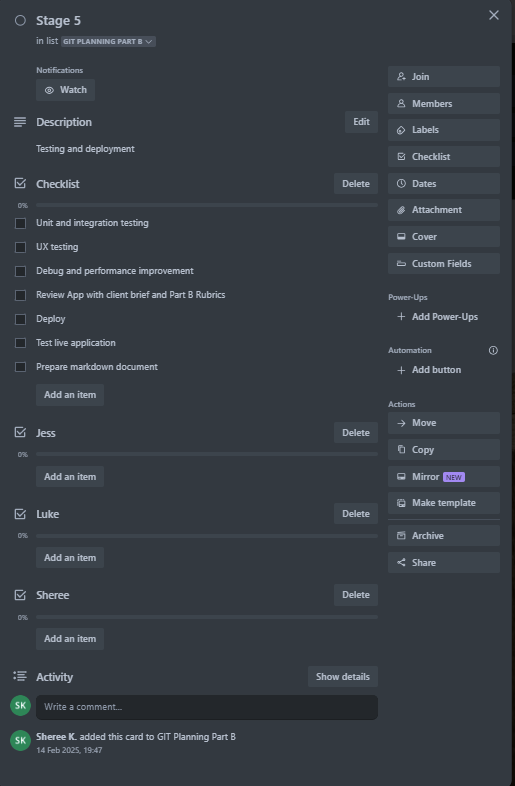 Stage 5
in list GIT PLANNING PART B
Notifications
Watch
Description
Edit
Testing and deployment
Checklist
Delete
0%
Unit and integration testing
UX testing
Debug and performance improvement
Review App with client brief and Part B Rubrics
Deploy
Test live application
Prepare markdown document
Add an item
Jess
Delete
0%
Add an item
Luke
Delete
0%
Add an item
Sheree
Delete
0%
Add an item
Activity
Show details
SK
Write a comment...
SK
Sheree K. added this card to GIT Planning Part B
14 Feb 2025, 19:47
Join
Members
Labels
Checklist
Dates
Attachment
Cover
Custom Fields
Power-Ups
+ Add Power-Ups
Automation
+ Add button
Actions
Move
Copy
Mirror NEW
Make template
Archive
Share